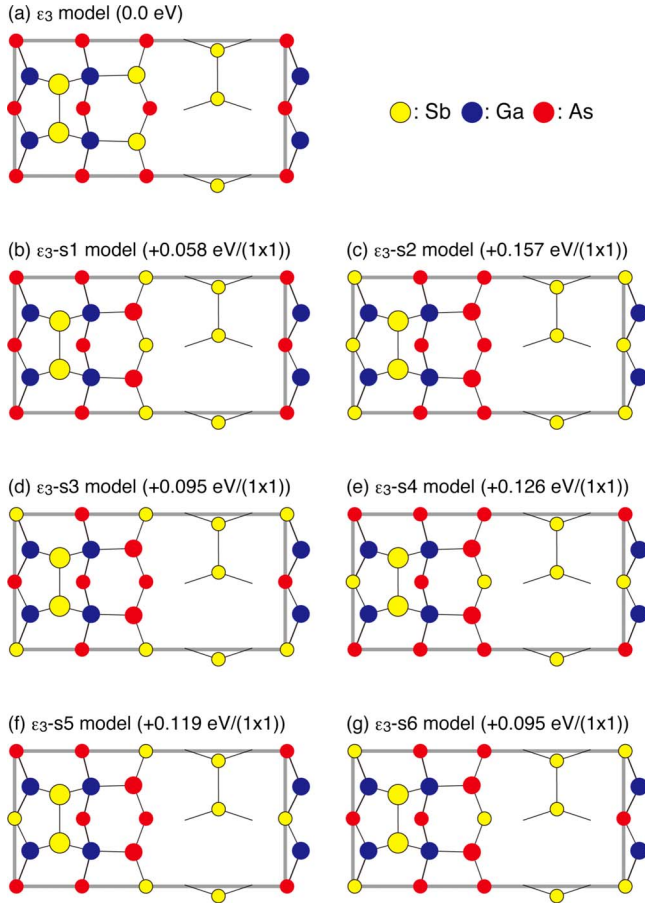 (a) ε3 model (0.0 eV)
: Sb : Ga : As
(b) ε3-s1 model (+0.058 eV/(1x1))
(c) ε3-s2 model (+0.157 eV/(1x1))
(d) ε3-s3 model (+0.095 eV/(1x1))
(e) ε3-s4 model (+0.126 eV/(1x1))
(f) ε3-s5 model (+0.119 eV/(1x1))
(g) ε3-s6 model (+0.095 eV/(1x1))